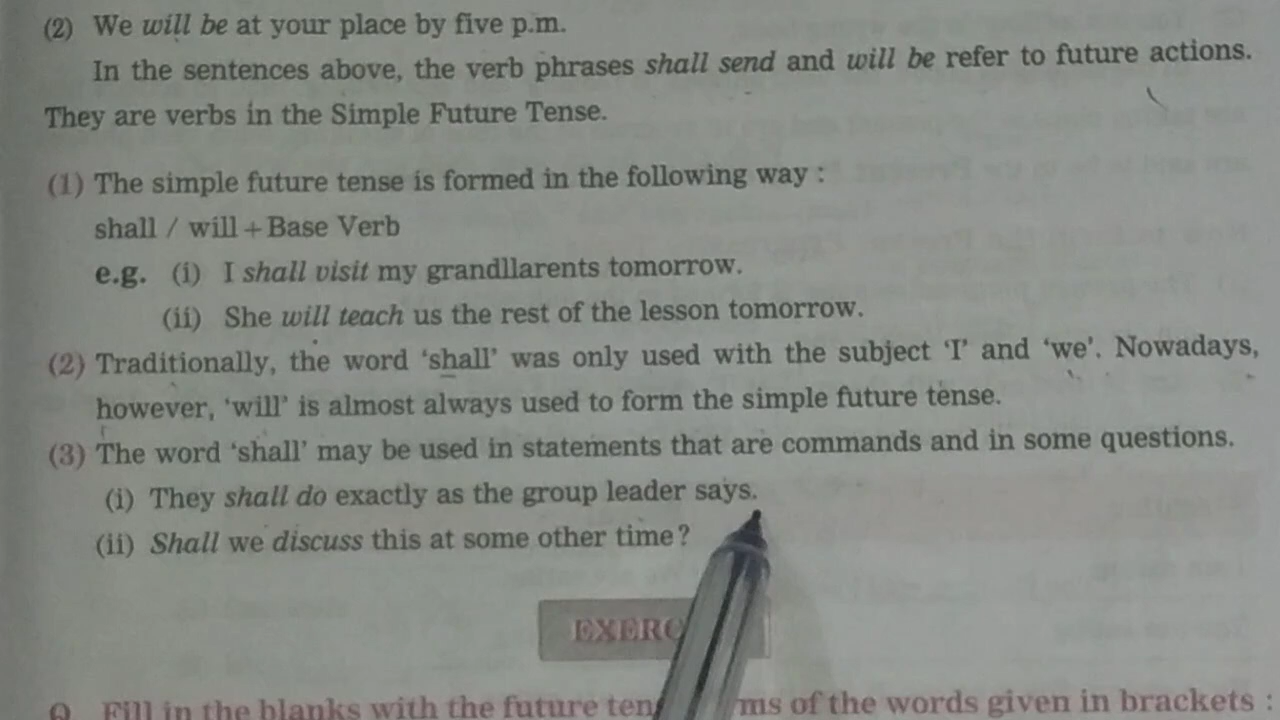 (2) We will be at your place by five p.m.
In the sentences above, the verb phrases shall send and will be refer to future actions.
They are verbs in the Simple Future Tense.
(1) The simple future tense is formed in the following way :
shall / will + Base Verb
e.g. (i) I shall visit my grandllarents tomorrow.
(ii) She will teach us the rest of the lesson tomorrow.
(2) Traditionally, the word 'shall' was only used with the subject 'I' and 'we'. Nowadays,
however, 'will' is almost always used to form the simple future tense.
(3) The word 'shall' may be used in statements that are commands and in some questions.
(i) They shall do exactly as the group leader says.
(ii) Shall we discuss this at some other time?
Q. Fill in the blanks with the future of the words given in brackets :